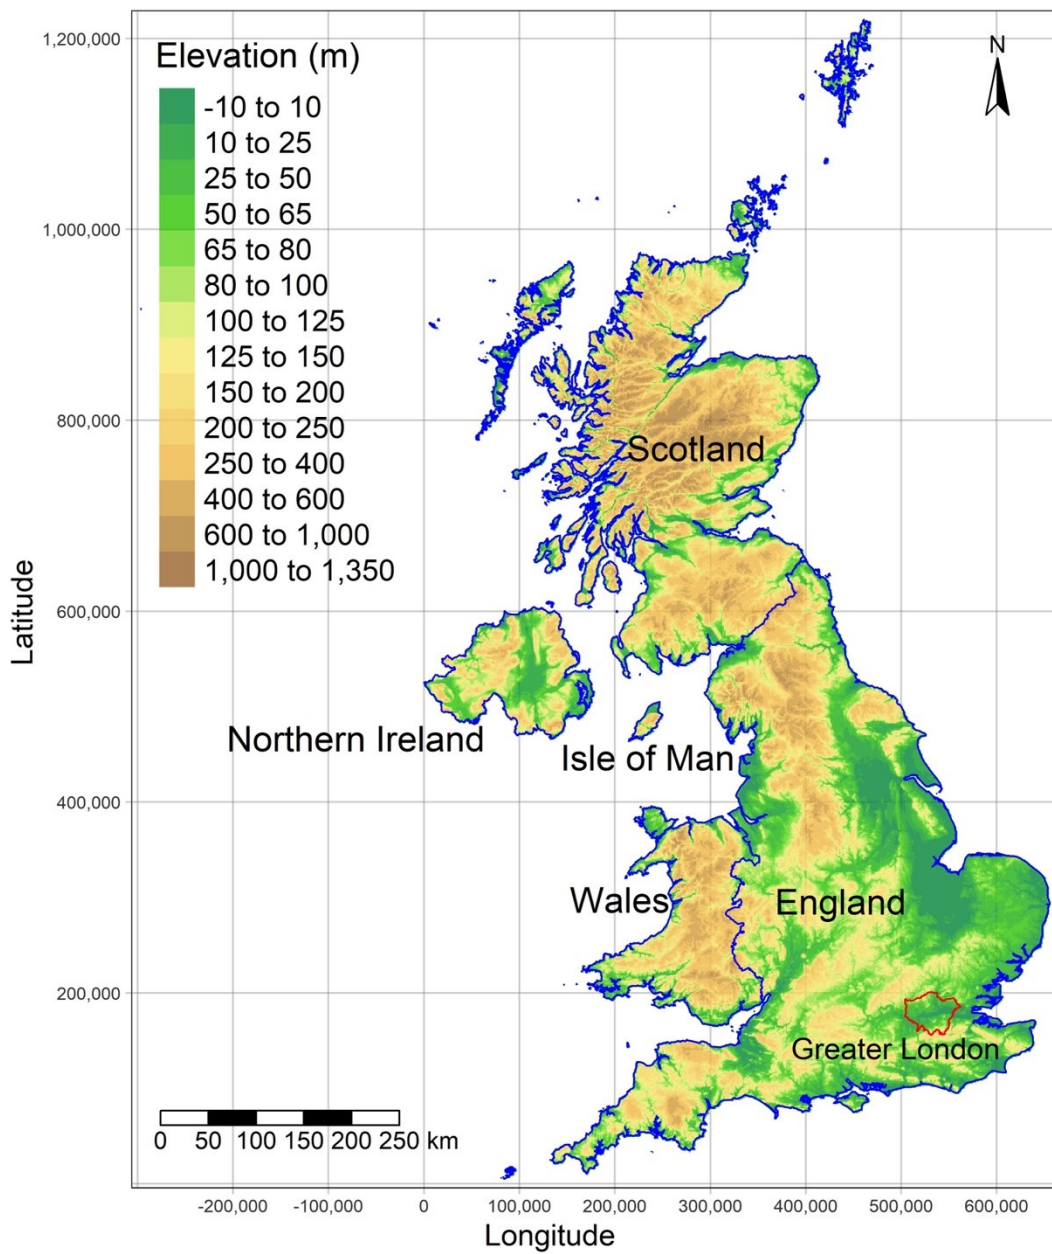 Elevation (m)
-10 to 10
10 to 25
25 to 50
50 to 65
65 to 80
80 to 100
100 to 125
125 to 150
150 to 200
200 to 250
250 to 400
400 to 600
600 to 1,000
1,000 to 1,350
N
1,200,000
1,000,000
800,000
600,000
400,000
200,000
Latitude
Scotland
Northern Ireland
Isle of Man
Wales
England
Greater London
0 50 100 150 200 250 km
-200,000 -100,000 0 100,000 200,000 300,000 400,000 500,000 600,000
Longitude